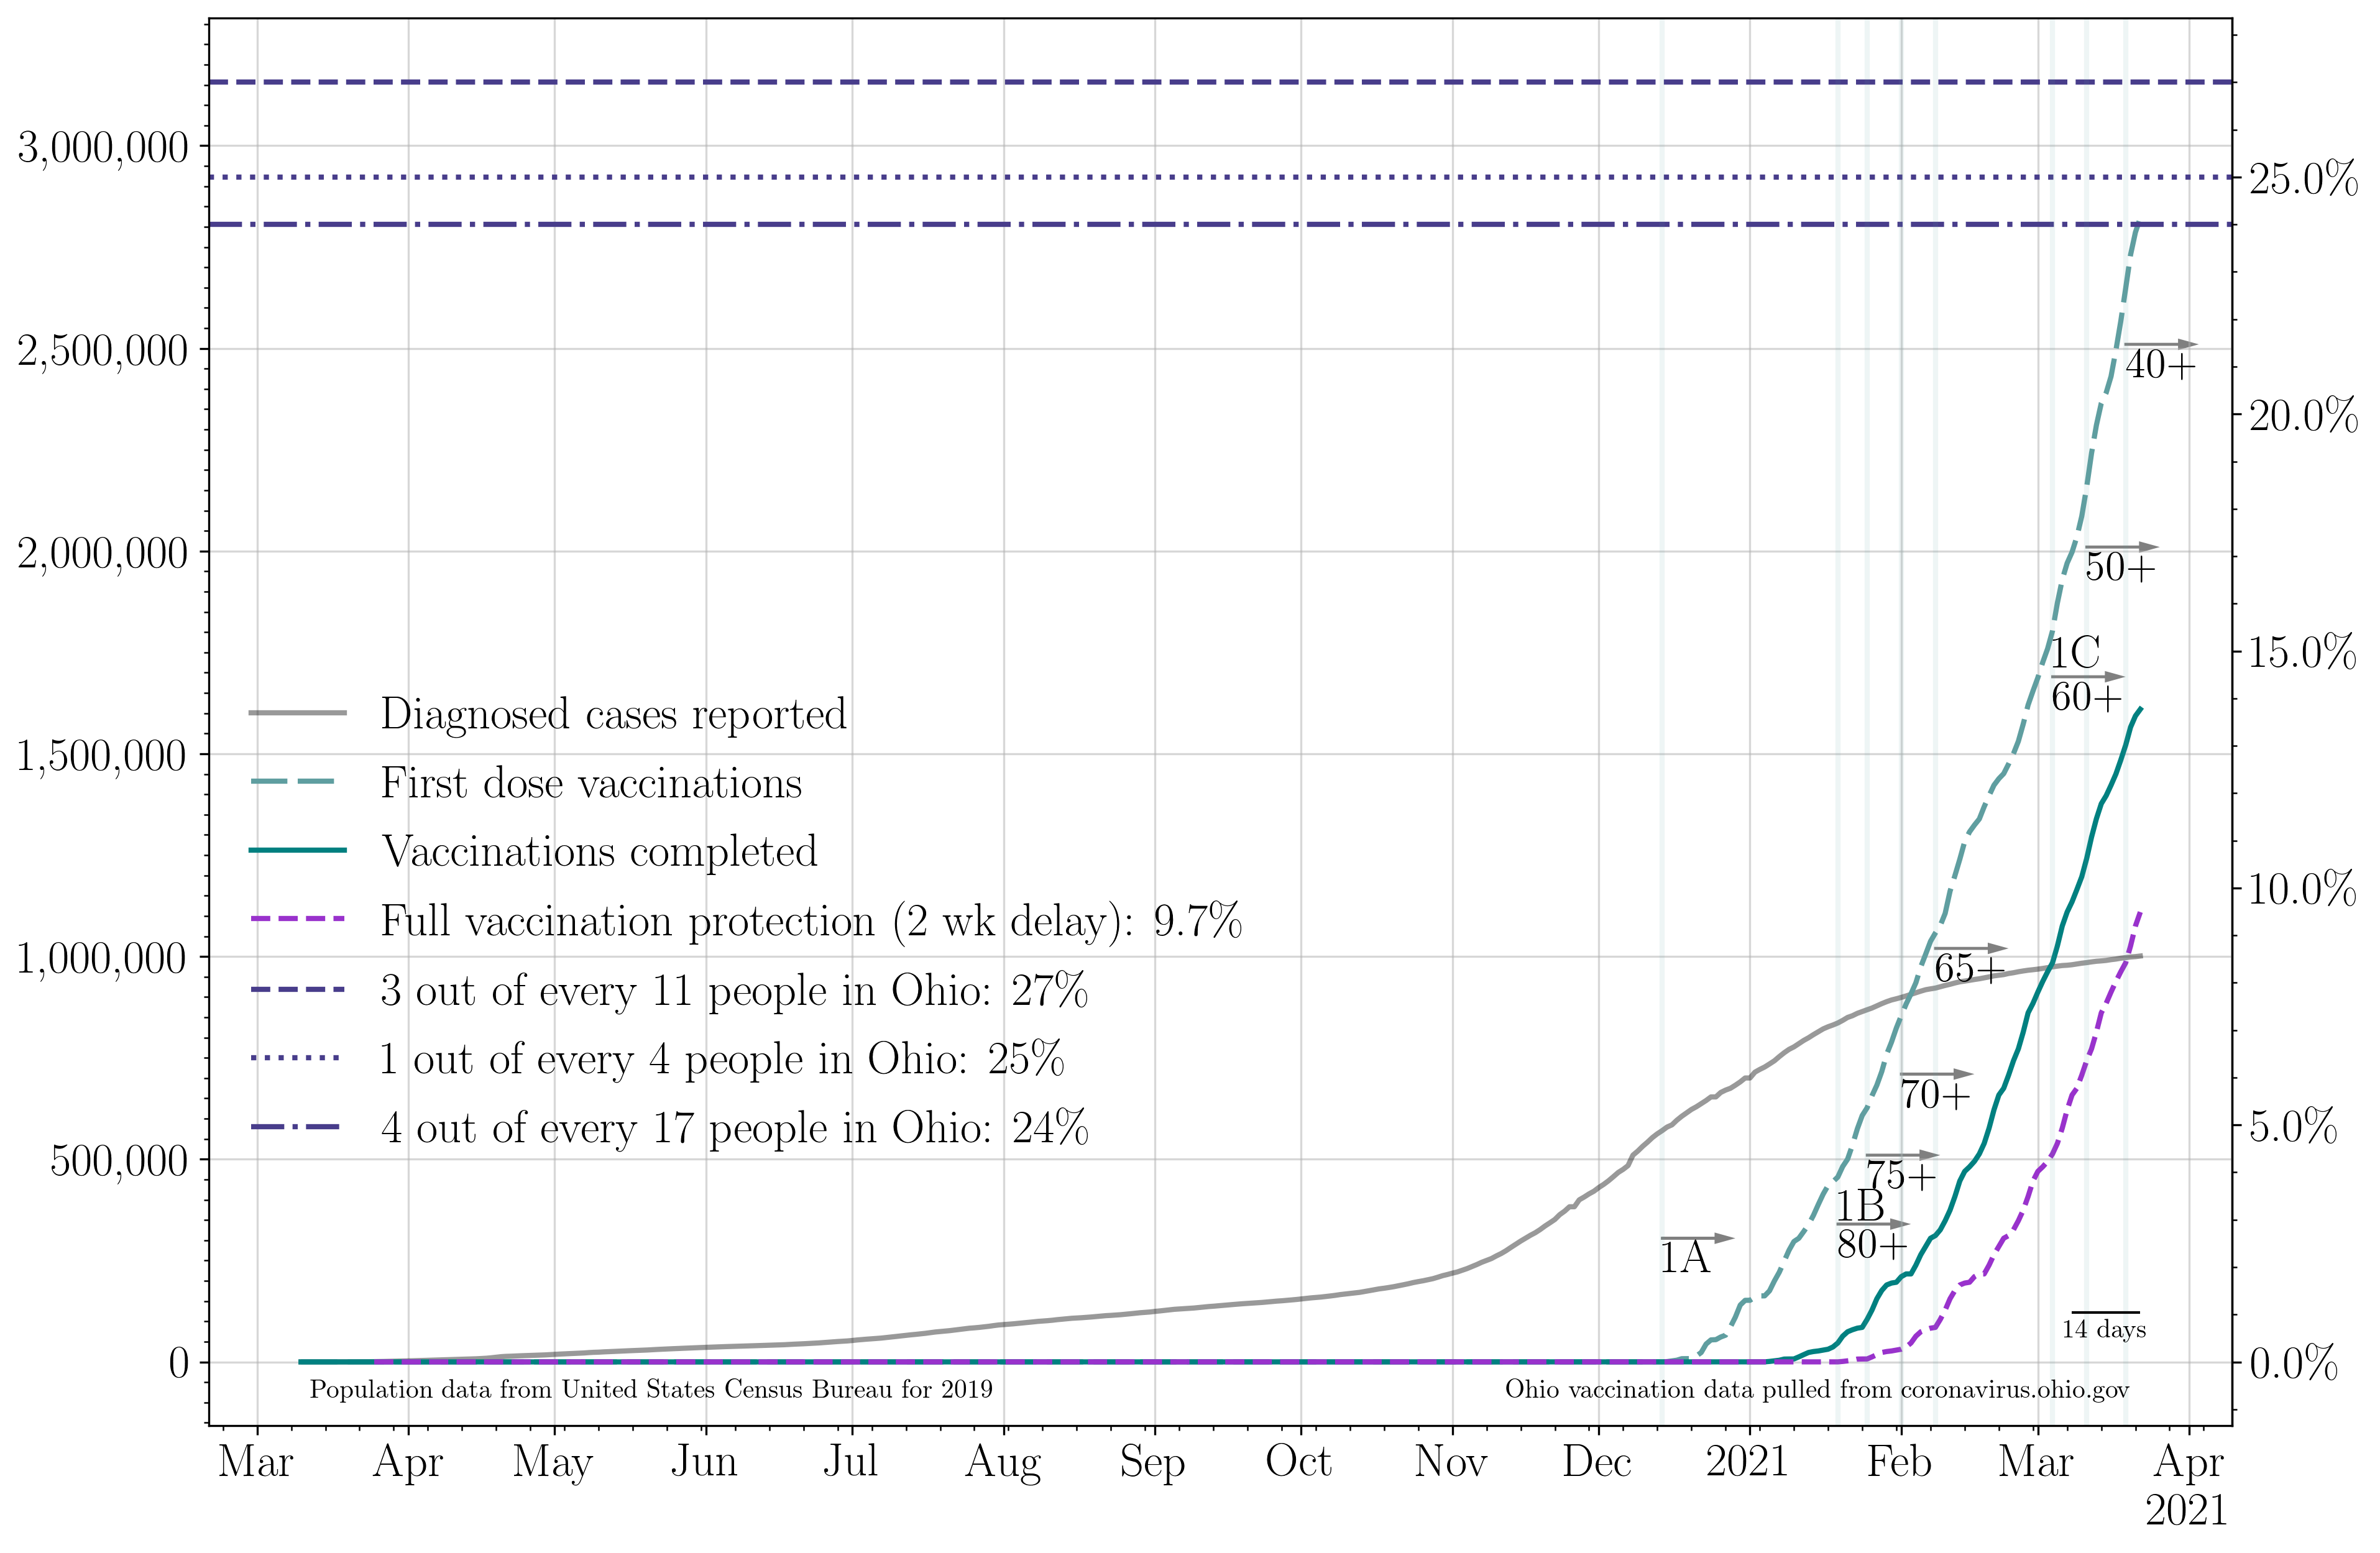 3,000,000
2,500,000
2,000,000
1,500,000
1,000,000
500,000
0
25.0%
20.0%
15.0%
10.0%
5.0%
0.0%
Diagnosed cases reported
First dose vaccinations
Vaccinations completed
Full vaccination protection (2 wk delay): 9.7%
3 out of every 11 people in Ohio: 27%
1 out of every 4 people in Ohio: 25%
4 out of every 17 people in Ohio: 24%
40+
50+
1C
60+
65+
70+
75+
1B
80+
1A
14 days
Population data from United States Census Bureau for 2019
Ohio vaccination data pulled from coronavirus.ohio.gov
Mar Apr May Jun Jul Aug Sep Oct Nov Dec 2021 Feb Mar Apr
2021